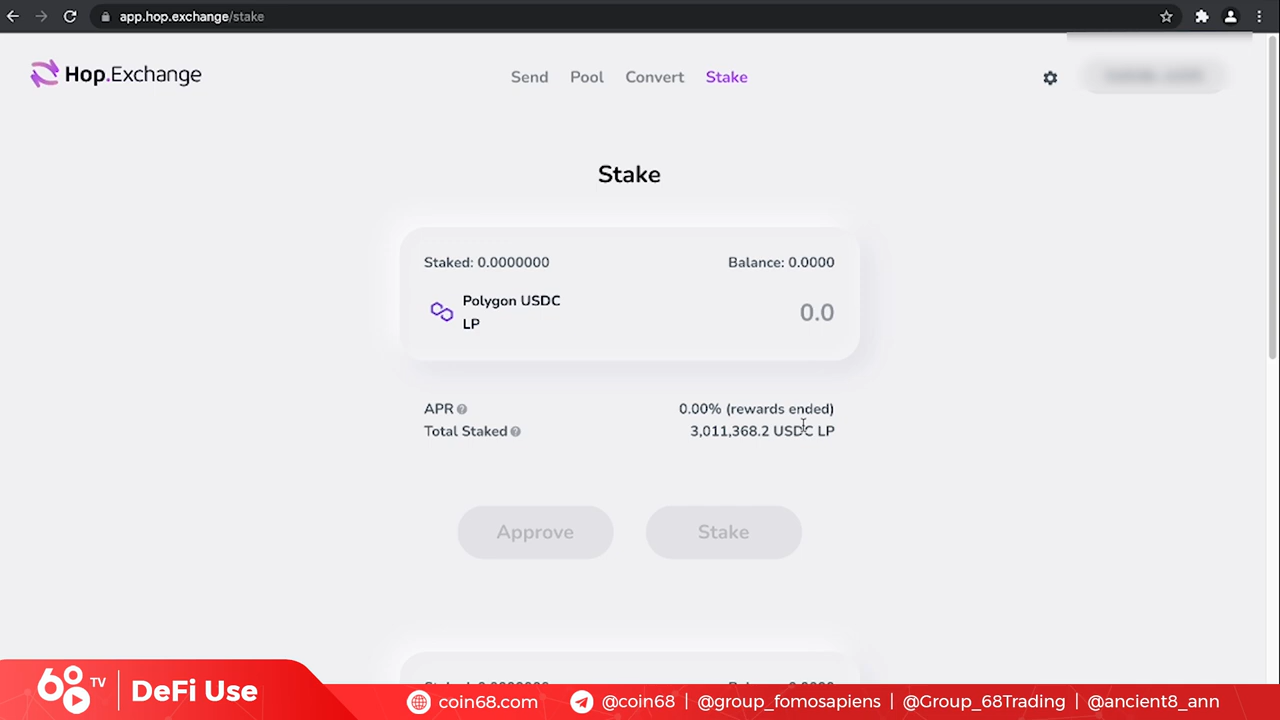 app.hop.exchange/stake
Hop.Exchange
Send Pool Convert Stake
Stake
Staked: 0.0000000 Balance: 0.0000
Polygon USDC
LP
0.0
APR 0.00% (rewards ended)
Total Staked 3,011,368.2 USDC LP
Approve Stake
68 TV DeFi Use
coin68.com | @coin68 | @group_fomosapiens | @Group_68Trading | @ancient8_ann